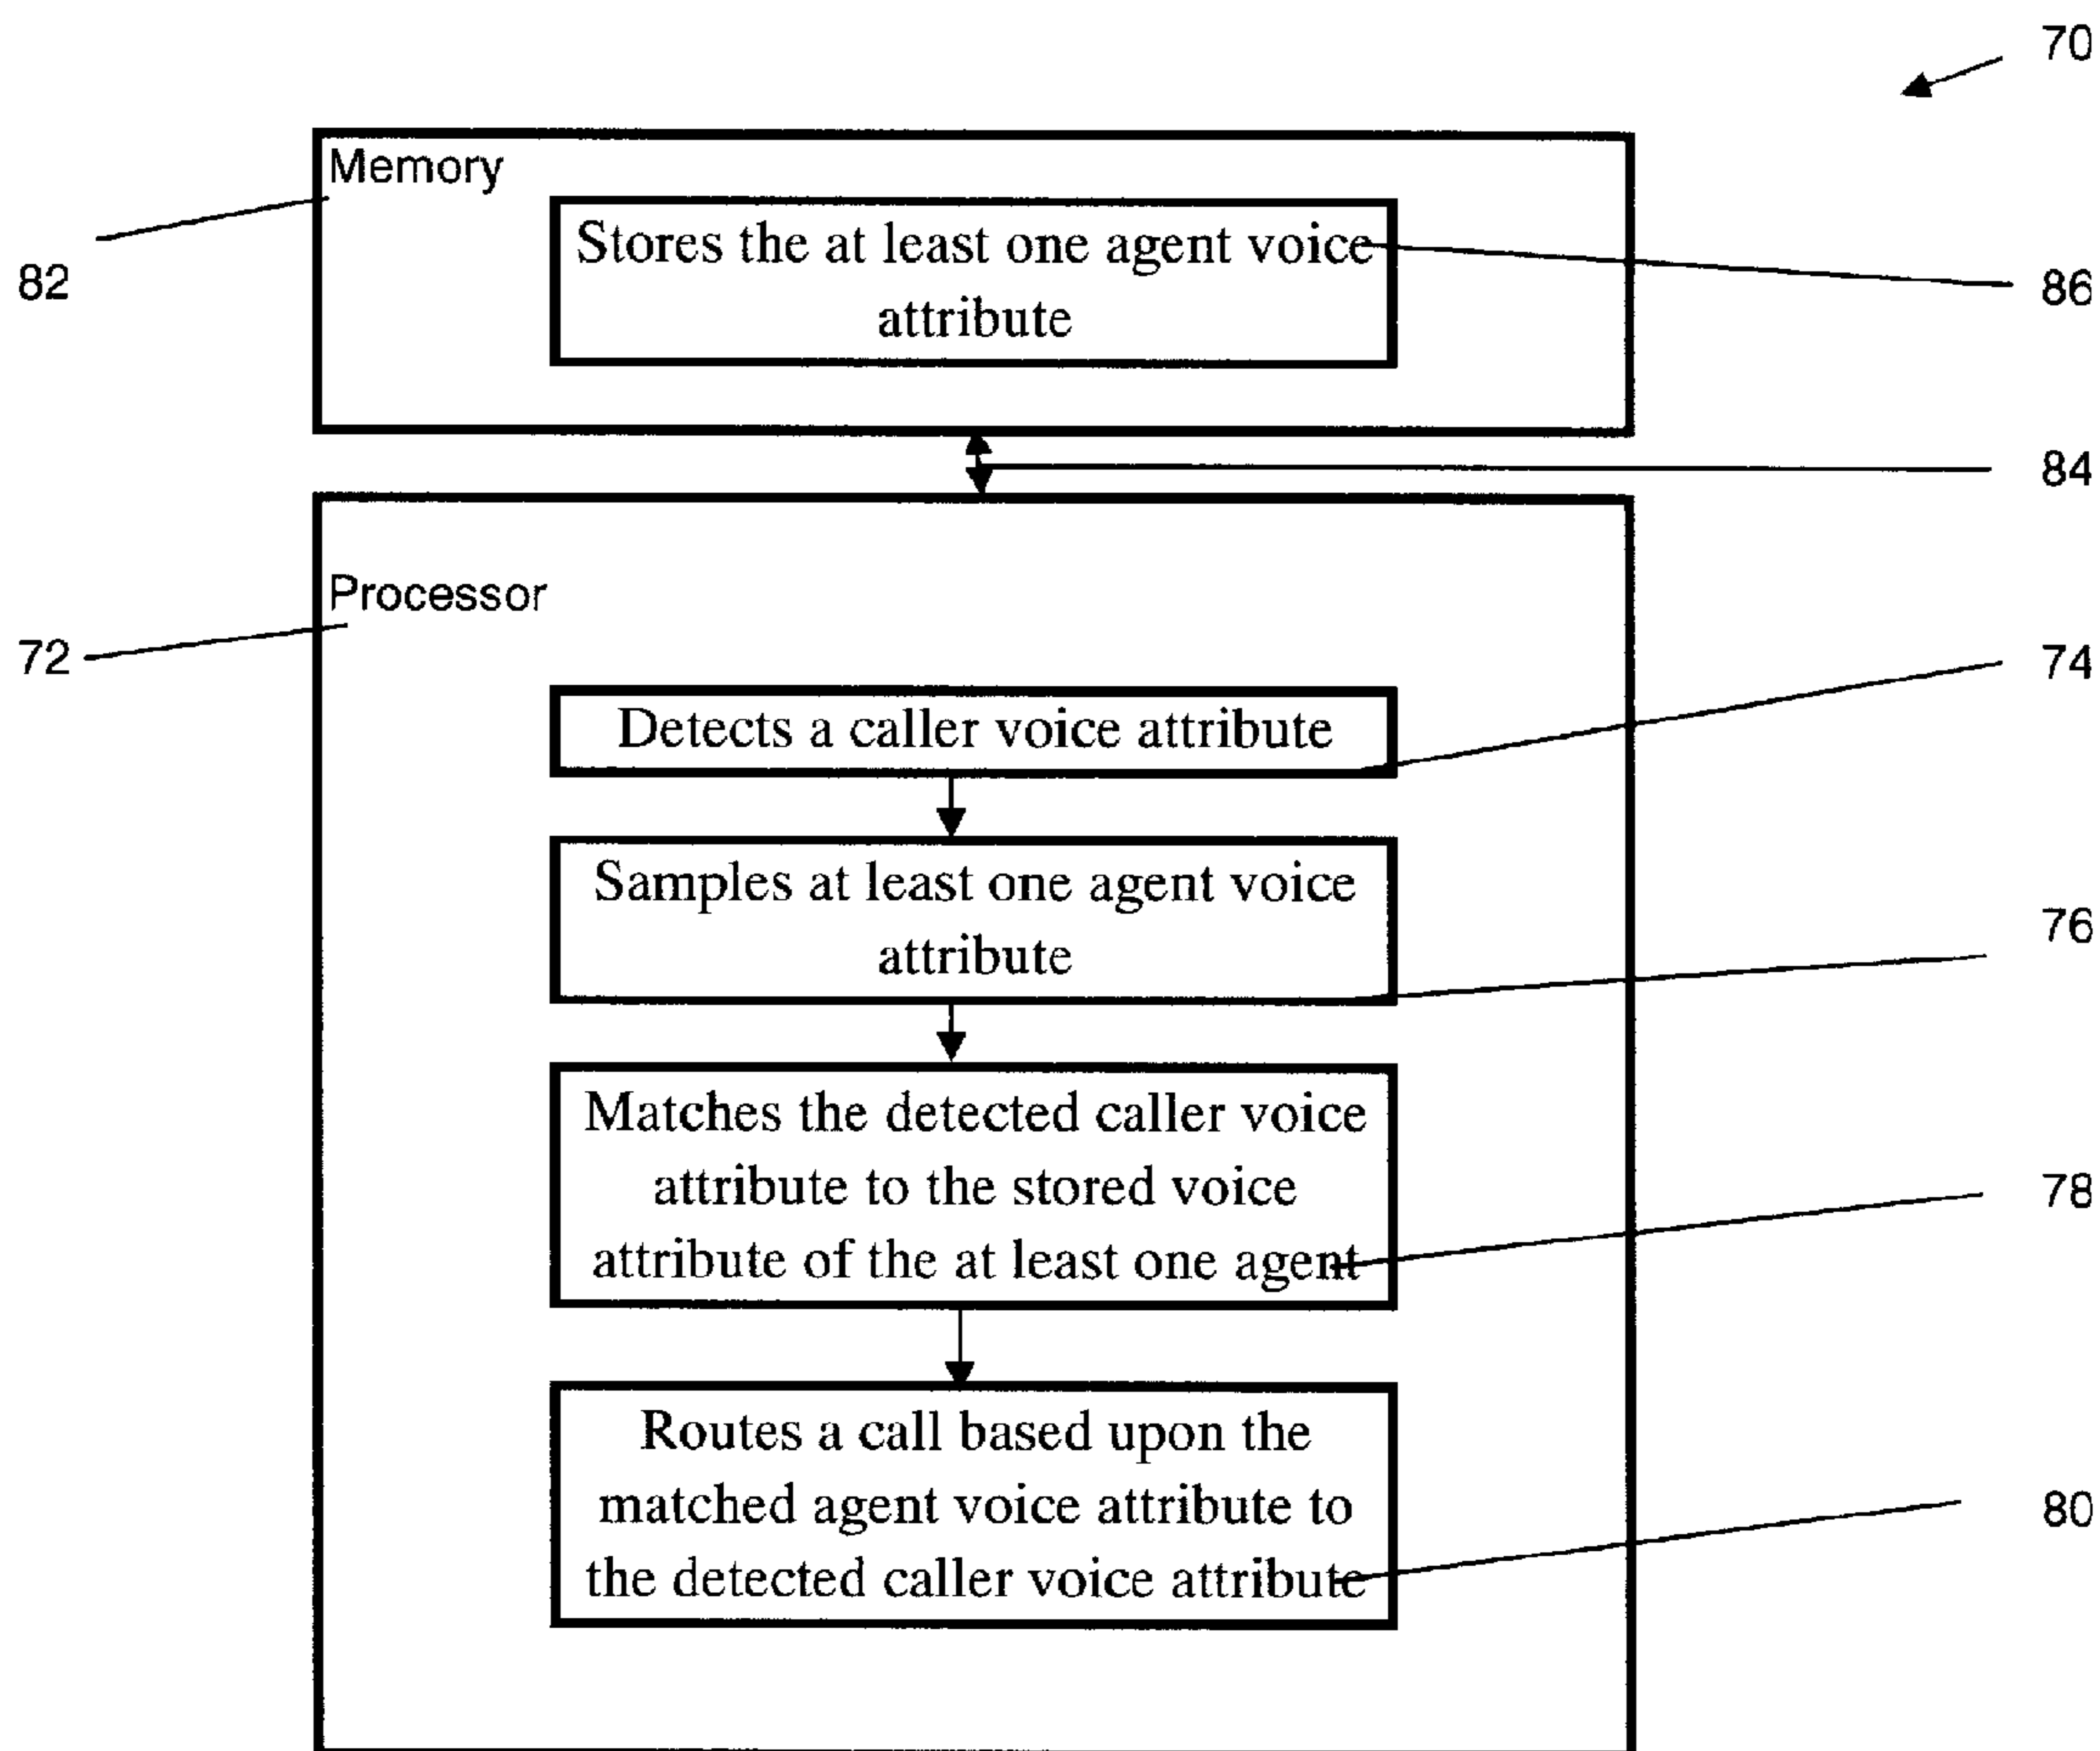 70
Memory
Stores the at least one agent voice
attribute
82
86
84
Processor
72
74
Detects a caller voice attribute
Samples at least one agent voice
attribute
76
Matches the detected caller voice
attribute to the stored voice
attribute of the at least one agent
78
Routes a call based upon the
matched agent voice attribute to
the detected caller voice attribute
80